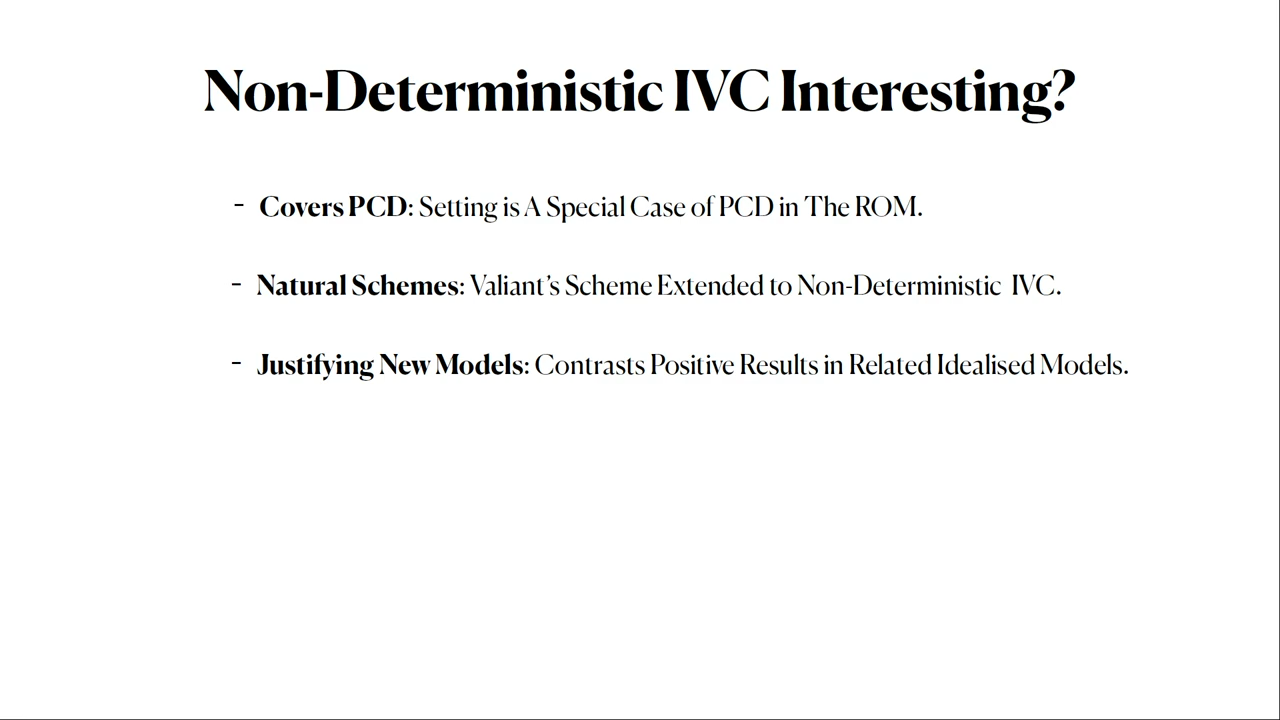 Non-Deterministic IVC Interesting?
- Covers PCD: Setting is A Special Case of PCD in The ROM.
- Natural Schemes: Valiant’s Scheme Extended to Non-Deterministic IVC.
- Justifying New Models: Contrasts Positive Results in Related Idealised Models.